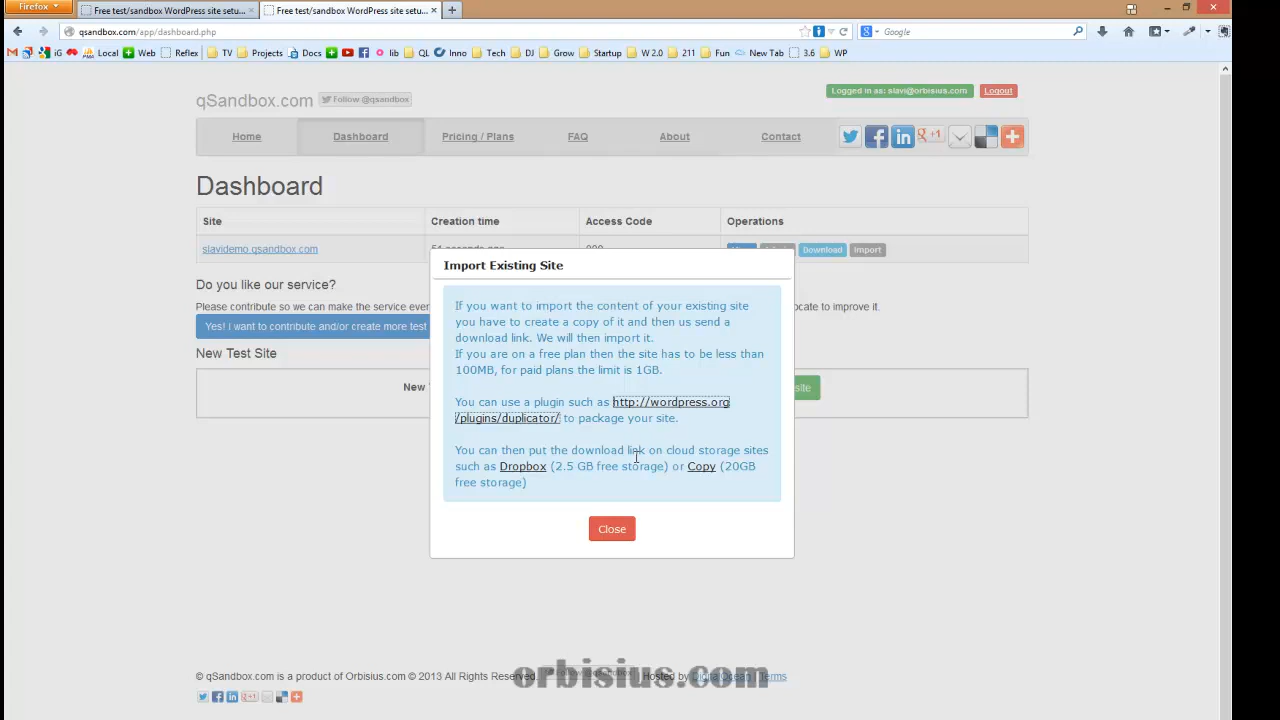 Firefox
Free test/sandbox WordPress site setu... ×
Free test/sandbox WordPress site setu... ×
qsandbox.com/app/dashboard.php
Google
iG
Local
Web
Reflex
TV
Projects
Docs
lib
QL
Inno
Tech
DJ
Grow
Startup
W 2.0
211
Fun
New Tab
3.6
WP
qSandbox.com
Follow @qsandbox
Logged in as: slavi@orbisius.com
Logout
Home
Dashboard
Pricing / Plans
FAQ
About
Contact
Dashboard
Site
Creation time
Access Code
Operations
slavidemo.qsandbox.com
Download
Import
Do you like our service?
Please contribute so we can make the service ever
locate to improve it.
Yes! I want to contribute and/or create more test
New Test Site
New
site
Import Existing Site
If you want to import the content of your existing site
you have to create a copy of it and then us send a
download link. We will then import it.
If you are on a free plan then the site has to be less than
100MB, for paid plans the limit is 1GB.
You can use a plugin such as http://wordpress.org
/plugins/duplicator/ to package your site.
You can then put the download link on cloud storage sites
such as Dropbox (2.5 GB free storage) or Copy (20GB
free storage)
Close
© qSandbox.com is a product of Orbisius.com © 2013 All Rights Reserved. Hosted by DigitalOcean Terms
orbisius.com